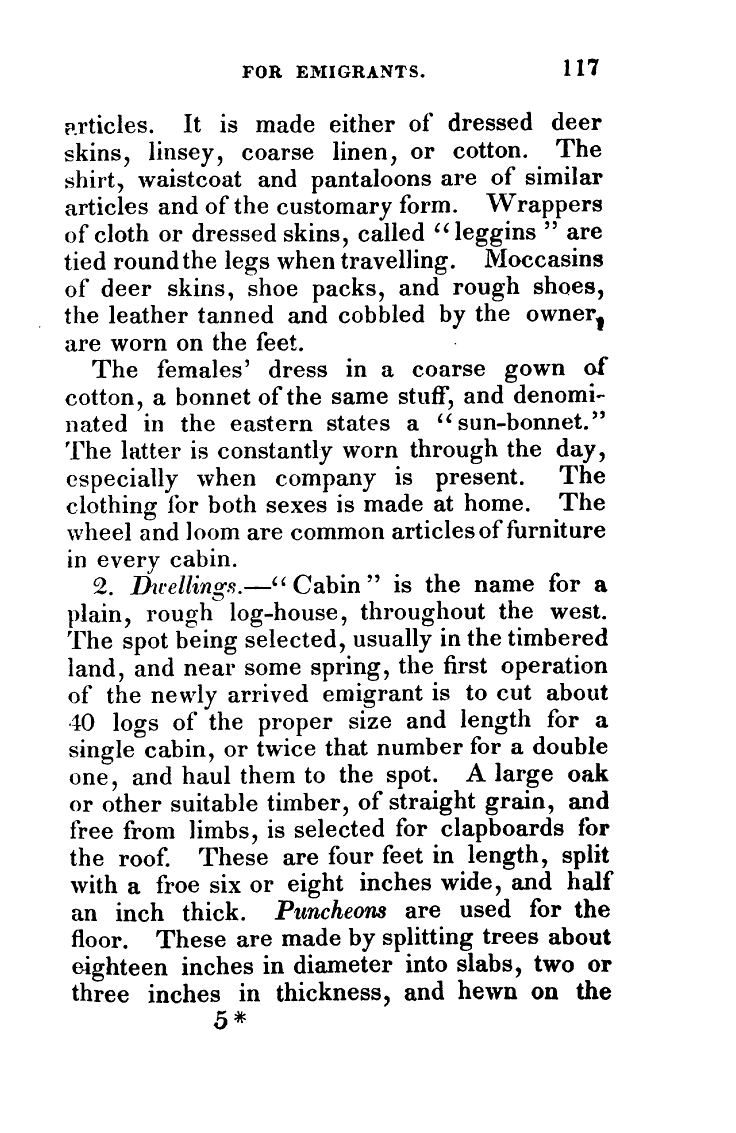 FOR EMIGRANTS. 117
articles. It is made either of dressed deer
skins, linsey, coarse linen, or cotton. The
shirt, waistcoat and pantaloons are of similar
articles and of the customary form. Wrappers
of cloth or dressed skins, called “leggins” are
tied round the legs when travelling. Moccasins
of deer skins, shoe packs, and rough shoes,
the leather tanned and cobbled by the owner,
are worn on the feet.
The females’ dress in a coarse gown of
cotton, a bonnet of the same stuff, and denomi-
nated in the eastern states a “sun-bonnet.”
The latter is constantly worn through the day,
especially when company is present. The
clothing for both sexes is made at home. The
wheel and loom are common articles of furniture
in every cabin.
2. Dwellings.—“Cabin” is the name for a
plain, rough log-house, throughout the west.
The spot being selected, usually in the timbered
land, and near some spring, the first operation
of the newly arrived emigrant is to cut about
40 logs of the proper size and length for a
single cabin, or twice that number for a double
one, and haul them to the spot. A large oak
or other suitable timber, of straight grain, and
free from limbs, is selected for clapboards for
the roof. These are four feet in length, split
with a froe six or eight inches wide, and half
an inch thick. Puncheons are used for the
floor. These are made by splitting trees about
eighteen inches in diameter into slabs, two or
three inches in thickness, and hewn on the
5*